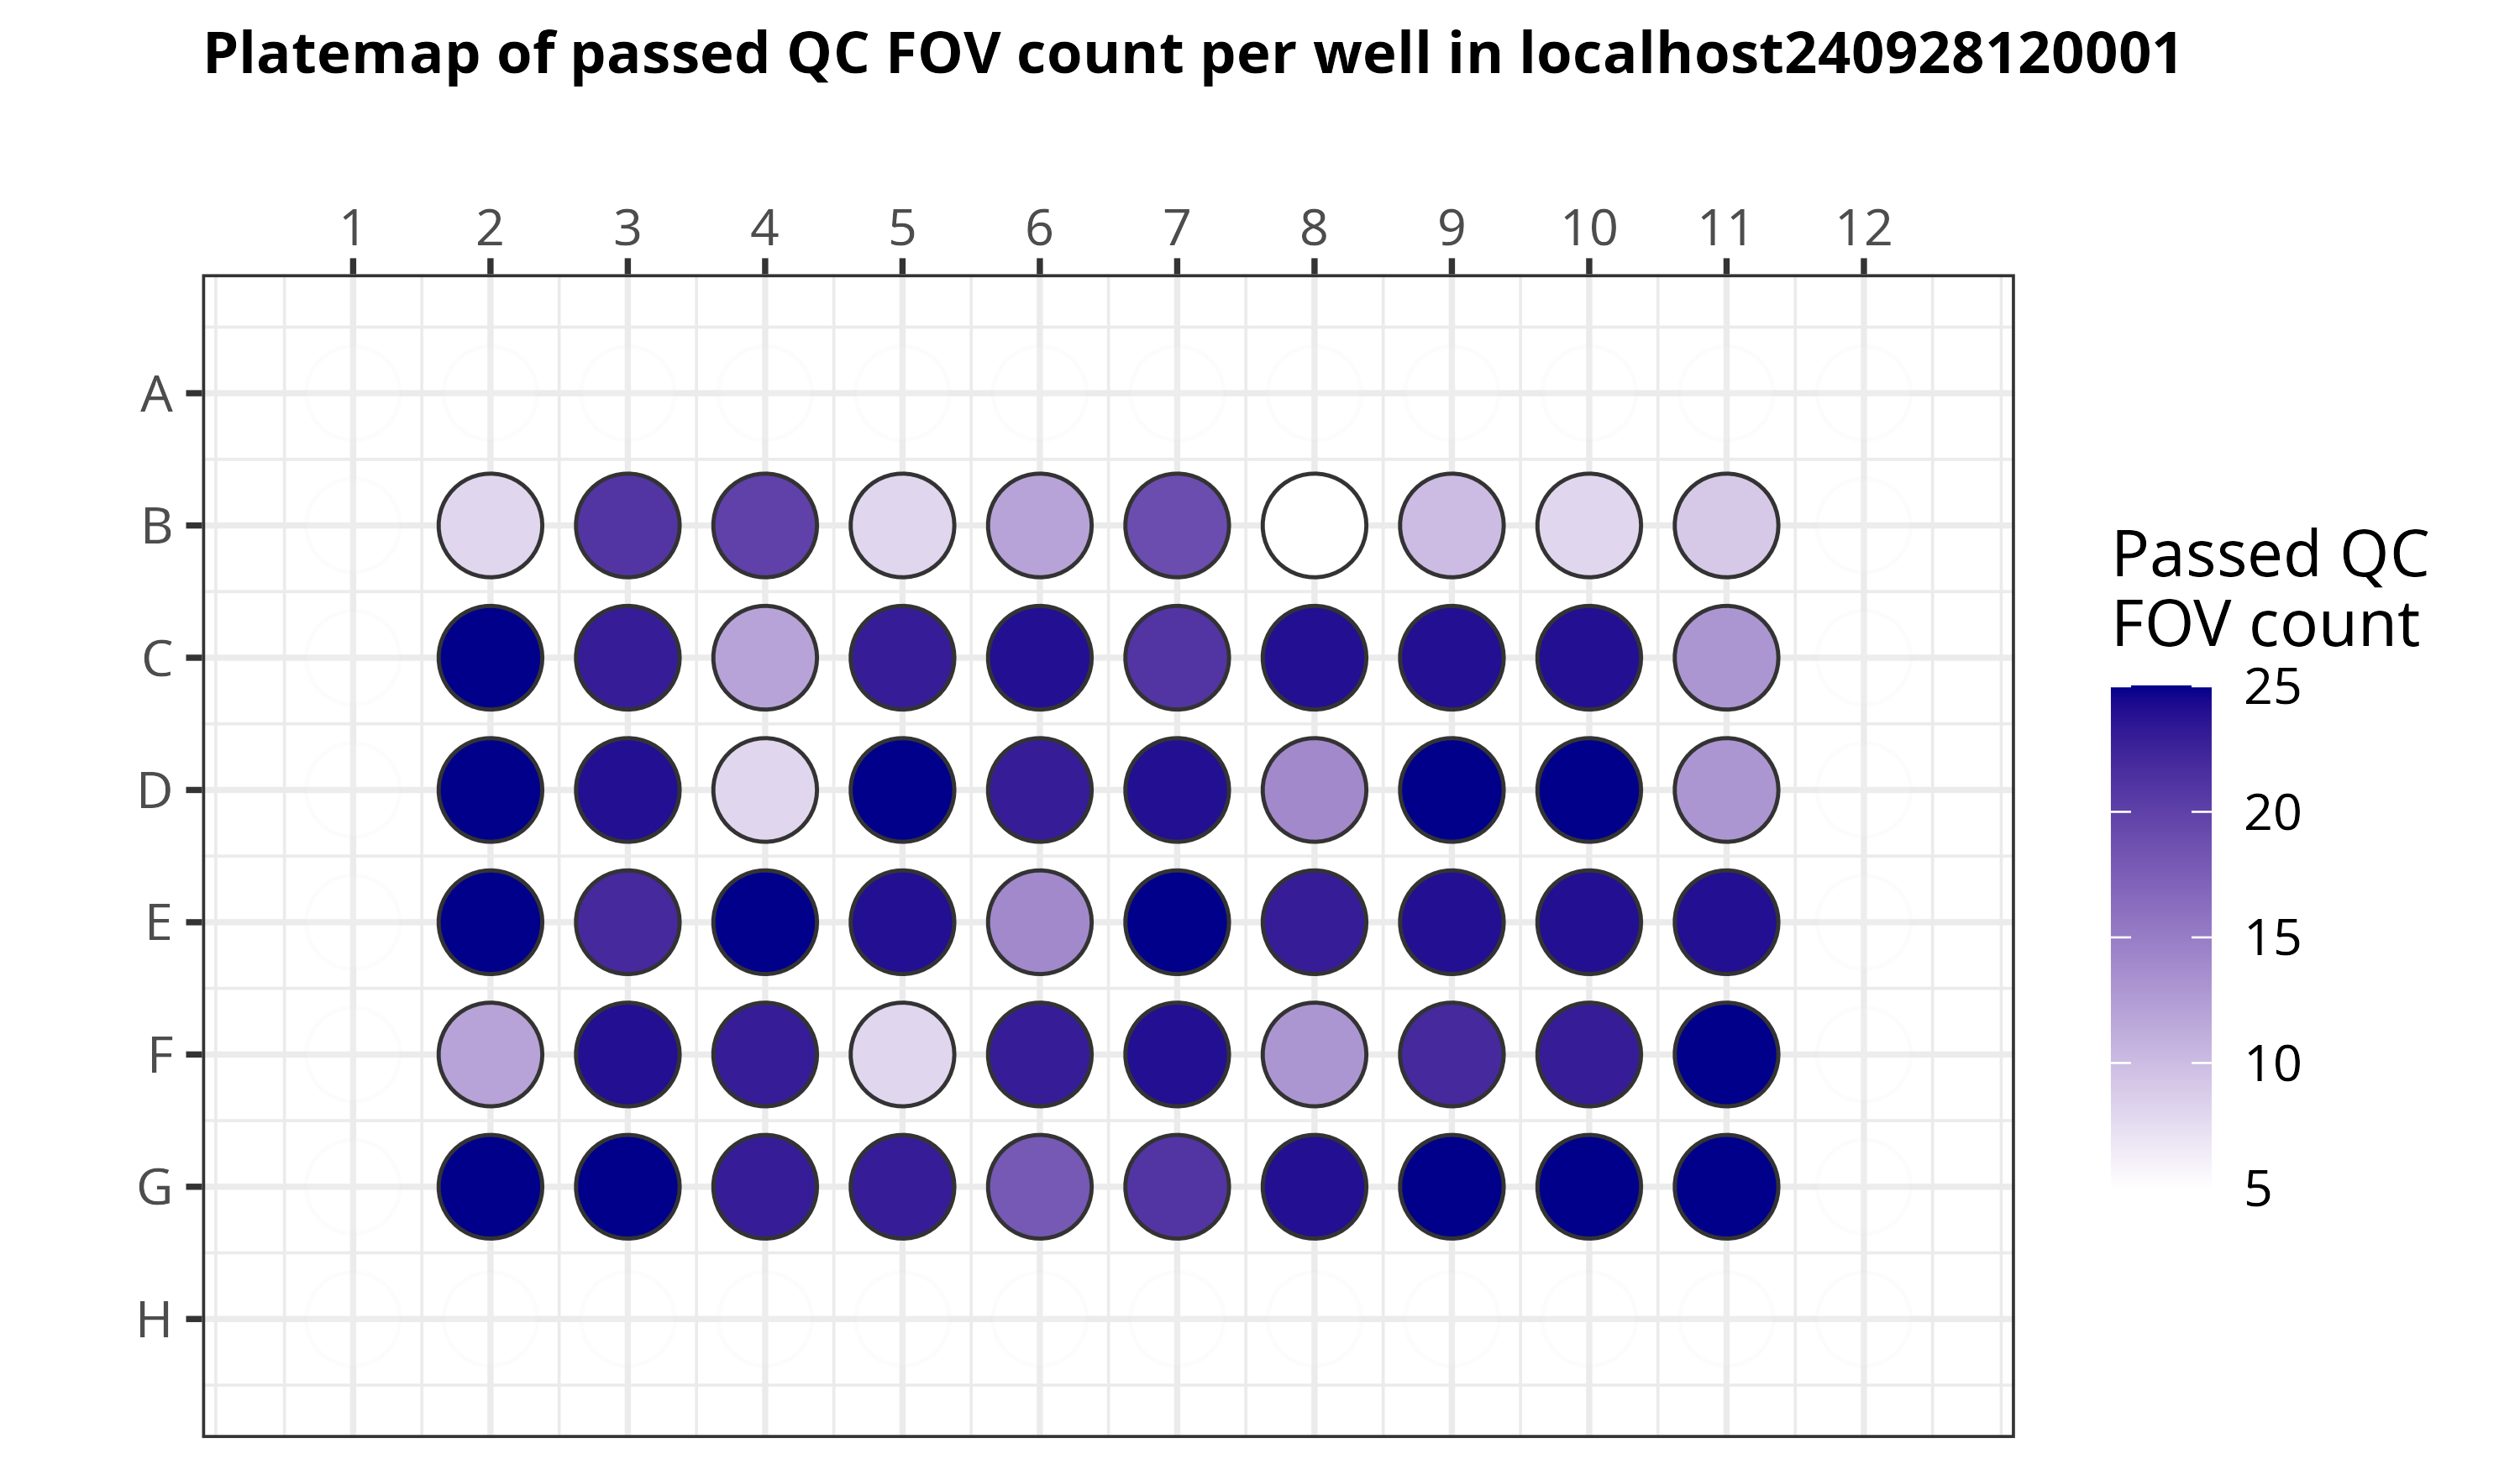 Platemap of passed QC FOV count per well in localhost240928120001
1 2 3 4 5 6 7 8 9 10 11 12
A
B
C
D
E
F
G
H
Passed QC
FOV count
25
20
15
10
5